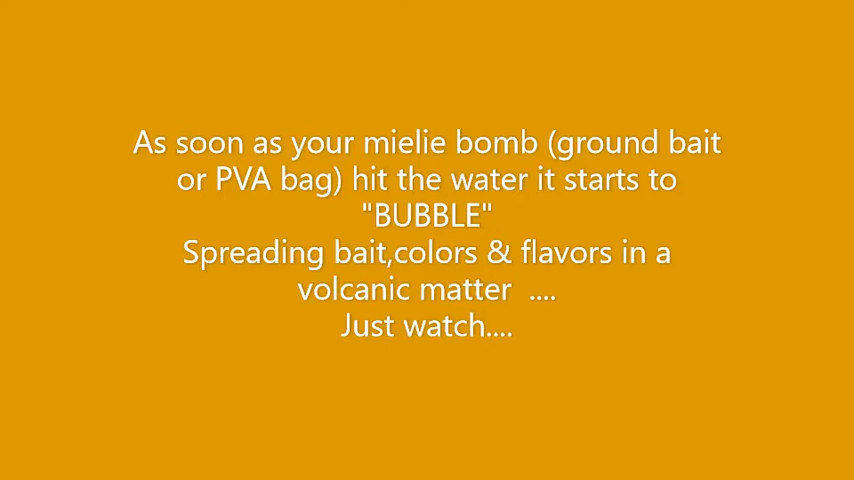 As soon as your mielie bomb (ground bait
or PVA bag) hit the water it starts to
"BUBBLE"
Spreading bait,colors & flavors in a
volcanic matter  ....
Just watch....